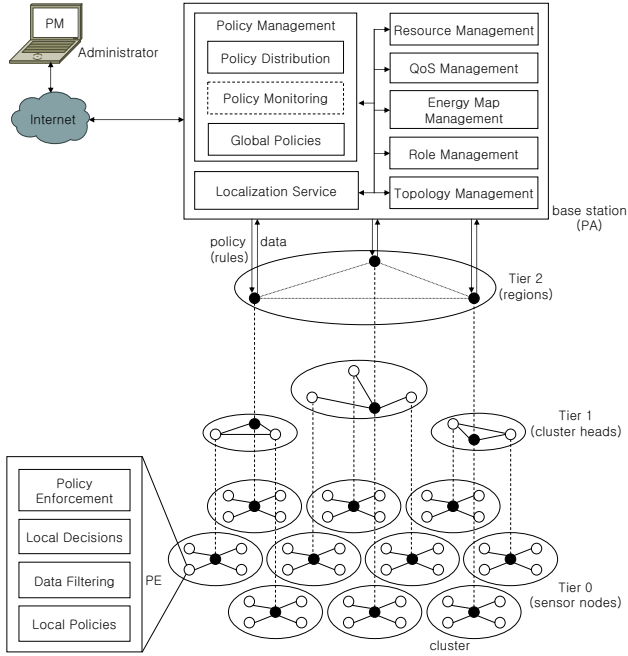 PM
Administrator
Internet
Policy Management
Policy Distribution
Policy Monitoring
Global Policies
Localization Service
Resource Management
QoS Management
Energy Map
Management
Role Management
Topology Management
base station
(PA)
policy
(rules)
data
Tier 2
(regions)
Tier 1
(cluster heads)
Policy
Enforcement
Local Decisions
Data Filtering
Local Policies
PE
Tier 0
(sensor nodes)
cluster